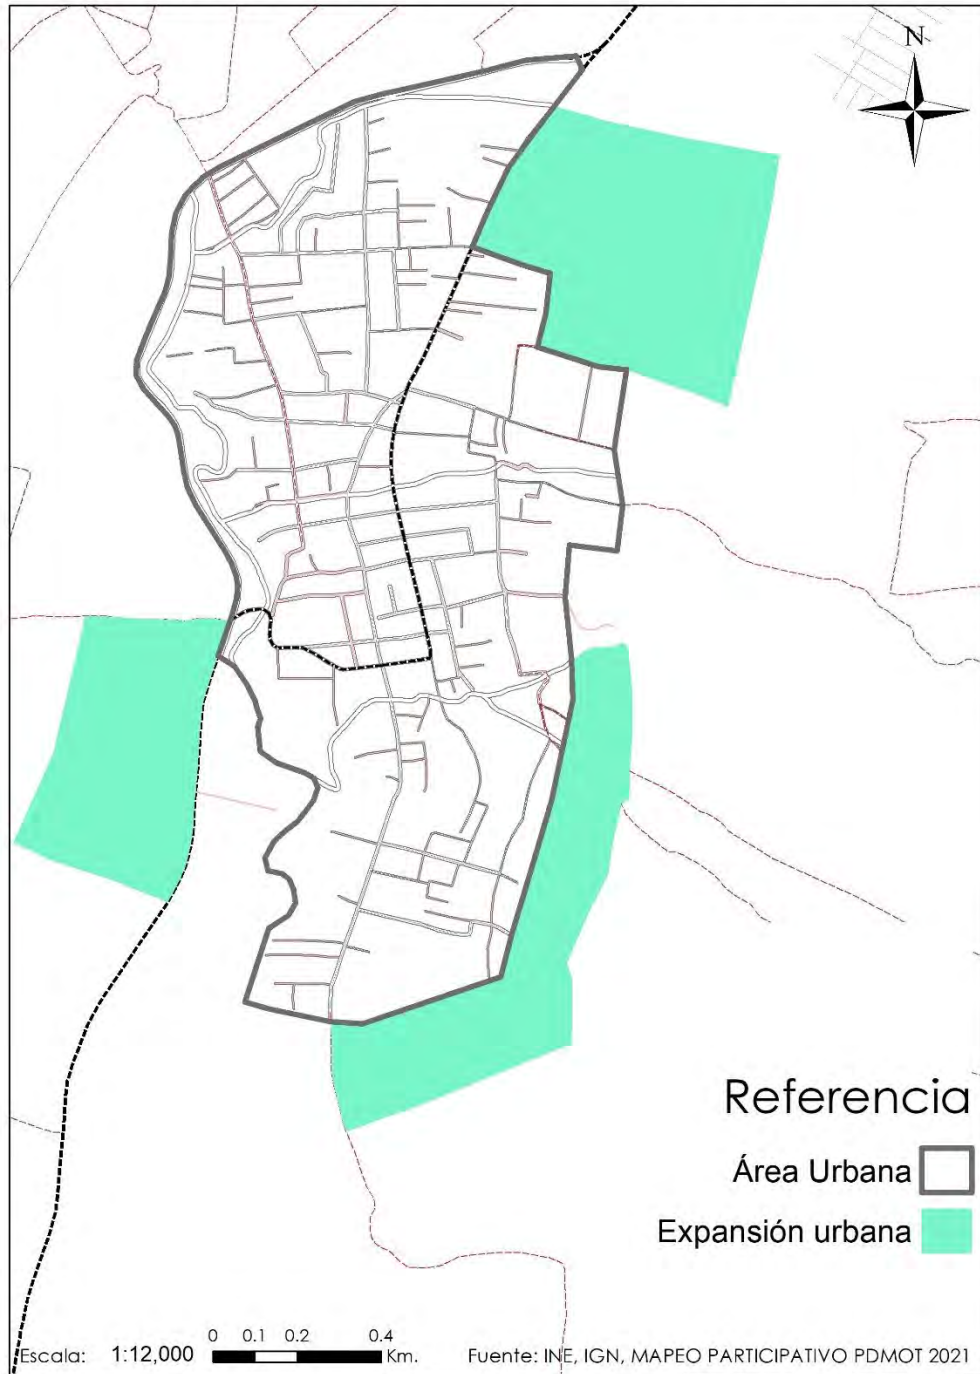 N
Referencia
Área Urbana
Expansión urbana
Escala: 1:12,000
0 0.1 0.2 0.4
Km.
Fuente: INE, IGN, MAPEO PARTICIPATIVO PDMOT 2021